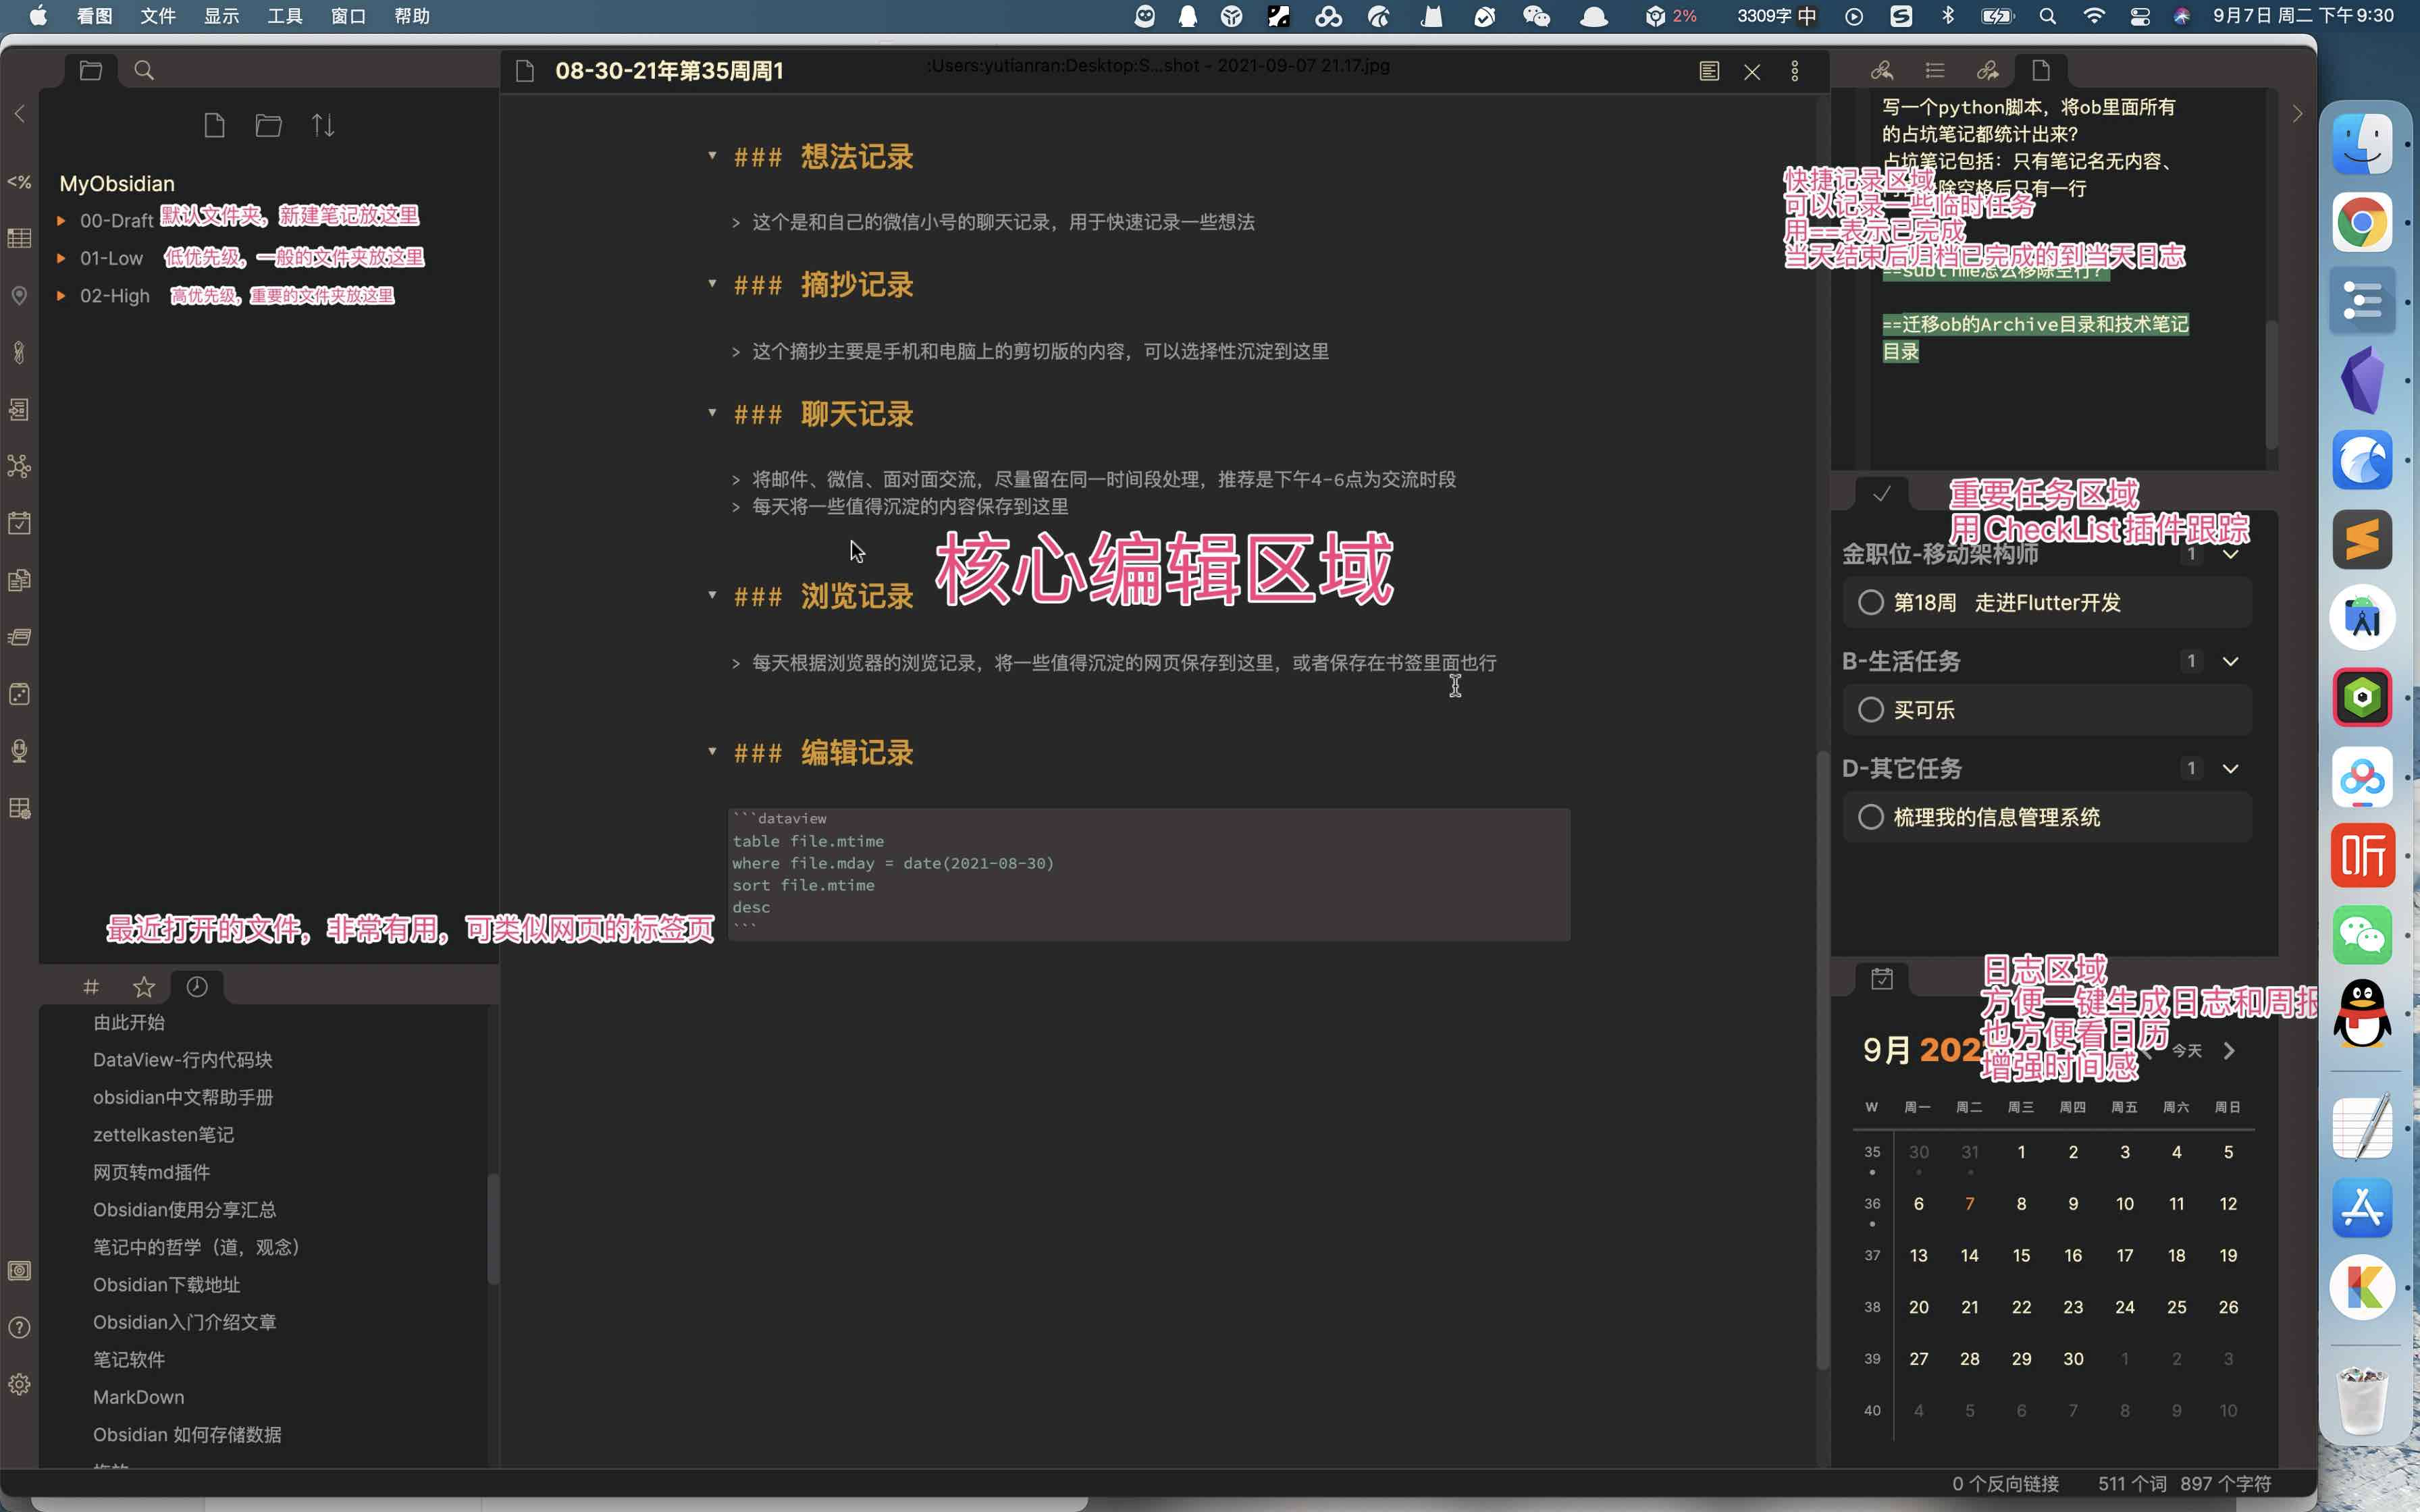 看图 文件 显示 工具 窗口 帮助 2% 3309字 中 9月7日 周二 下午9:30
08-30-21年第35周周1
:Users:yutianran:Desktop:S...shot - 2021-09-07 21.17.jpg
MyObsidian
00-Draft 默认文件夹，新建笔记放这里
01-Low 低优先级，一般的文件夹放这里
02-High 高优先级，重要的文件夹放这里
最近打开的文件，非常有用，可类似网页的标签页
由此开始
DataView-行内代码块
obsidian中文帮助手册
zettelkasten笔记
网页转md插件
Obsidian使用分享汇总
笔记中的哲学（道，观念）
Obsidian下载地址
Obsidian入门介绍文章
笔记软件
MarkDown
Obsidian 如何存储数据
### 想法记录
> 这个是和自己的微信小号的聊天记录，用于快速记录一些想法
### 摘抄记录
> 这个摘抄主要是手机和电脑上的剪切版的内容，可以选择性沉淀到这里
### 聊天记录
> 将邮件、微信、面对面交流，尽量留在同一时间段处理，推荐是下午4-6点为交流时段
> 每天将一些值得沉淀的内容保存到这里
核心编辑区域
### 浏览记录
> 每天根据浏览器的浏览记录，将一些值得沉淀的网页保存到这里，或者保存在书签里面也行
### 编辑记录
```dataview
table file.mtime
where file.mday = date(2021-08-30)
sort file.mtime
desc
```
写一个python脚本，将ob里面所有
的占坑笔记都统计出来？
占坑笔记包括：只有笔记名无内容、
除空格后只有一行
快捷记录区域
可以记录一些临时任务
用==表示已完成
当天结束后归档已完成的到当天日志
==sublime怎么移除空行？
==迁移ob的Archive目录和技术笔记
目录
重要任务区域
用CheckList插件跟踪
金职位-移动架构师 1
第18周 走进Flutter开发
B-生活任务 1
买可乐
D-其它任务 1
梳理我的信息管理系统
日志区域
方便一键生成日志和周报
也方便看日历
增强时间感
9月 202 今天
W 周一 周二 周三 周四 周五 周六 周日
35 30 31 1 2 3 4 5
36 6 7 8 9 10 11 12
37 13 14 15 16 17 18 19
38 20 21 22 23 24 25 26
39 27 28 29 30 1 2 3
40 4 5 6 7 8 9 10
0 个反向链接 511 个词 897 个字符
听